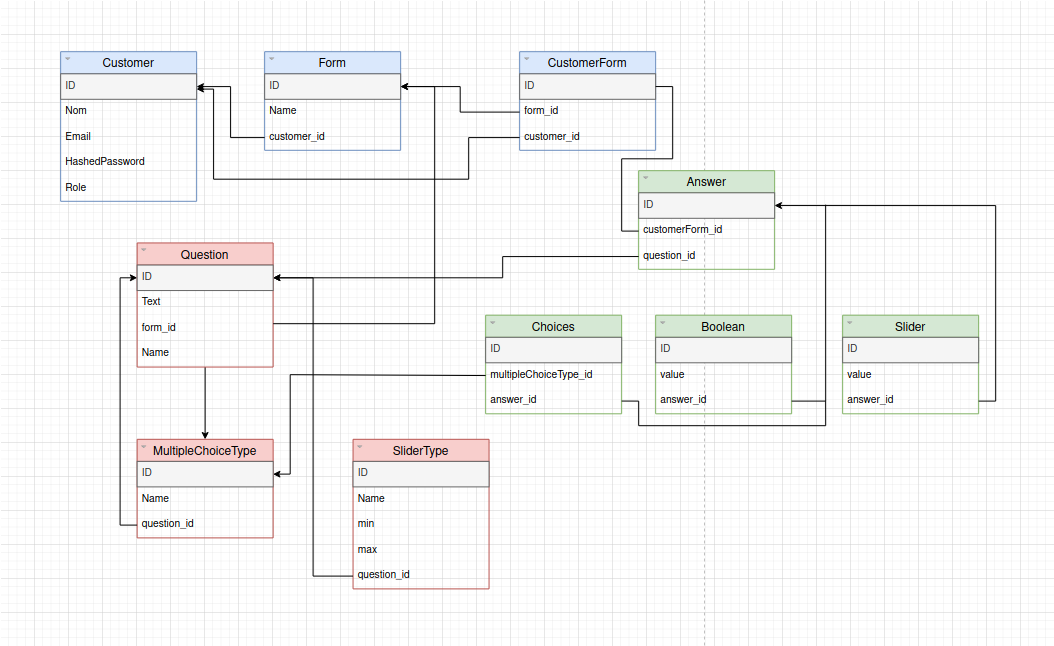 Customer
ID
Nom
Email
HashedPassword
Role
Form
ID
Name
customer_id
CustomerForm
ID
form_id
customer_id
Answer
ID
customerForm_id
question_id
Question
ID
Text
form_id
Name
Choices
ID
multipleChoiceType_id
answer_id
Boolean
ID
value
answer_id
Slider
ID
value
answer_id
MultipleChoiceType
ID
Name
question_id
SliderType
ID
Name
min
max
question_id